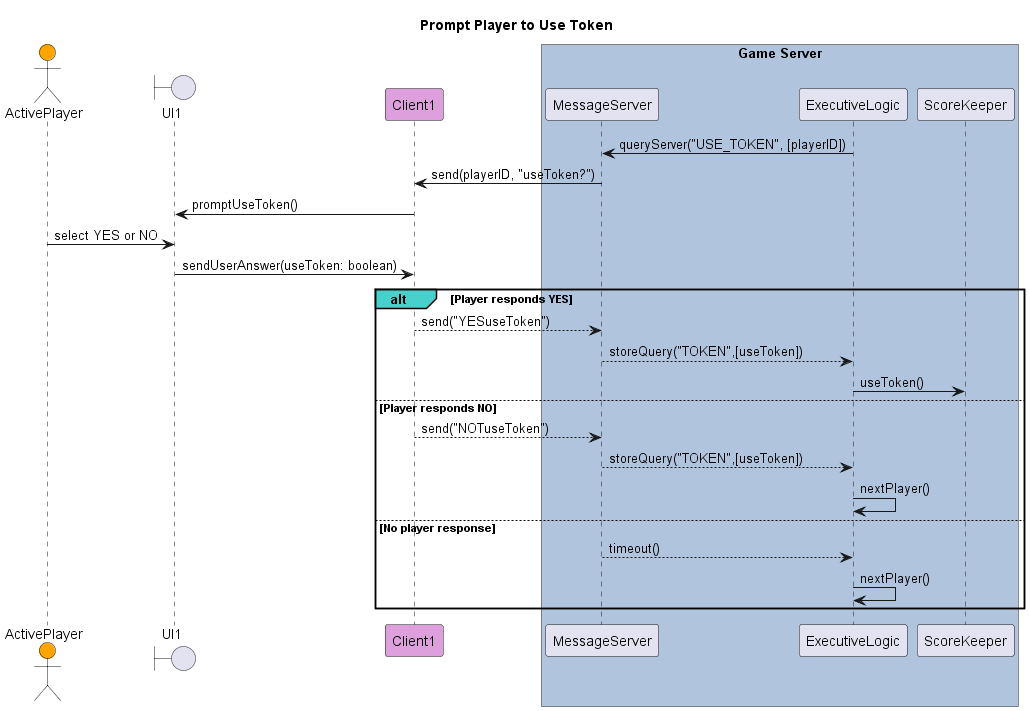 Prompt Player to Use Token
Game Server
ActivePlayer
UI1
Client1
MessageServer
ExecutiveLogic
ScoreKeeper
queryServer("USE_TOKEN", [playerID])
send(playerID, "useToken?")
promptUseToken()
select YES or NO
sendUserAnswer(useToken: boolean)
alt
[Player responds YES]
send("YESuseToken")
storeQuery("TOKEN",[useToken])
useToken()
[Player responds NO]
send("NOTuseToken")
storeQuery("TOKEN",[useToken])
nextPlayer()
[No player response]
timeout()
nextPlayer()
ActivePlayer
UI1
Client1
MessageServer
ExecutiveLogic
ScoreKeeper